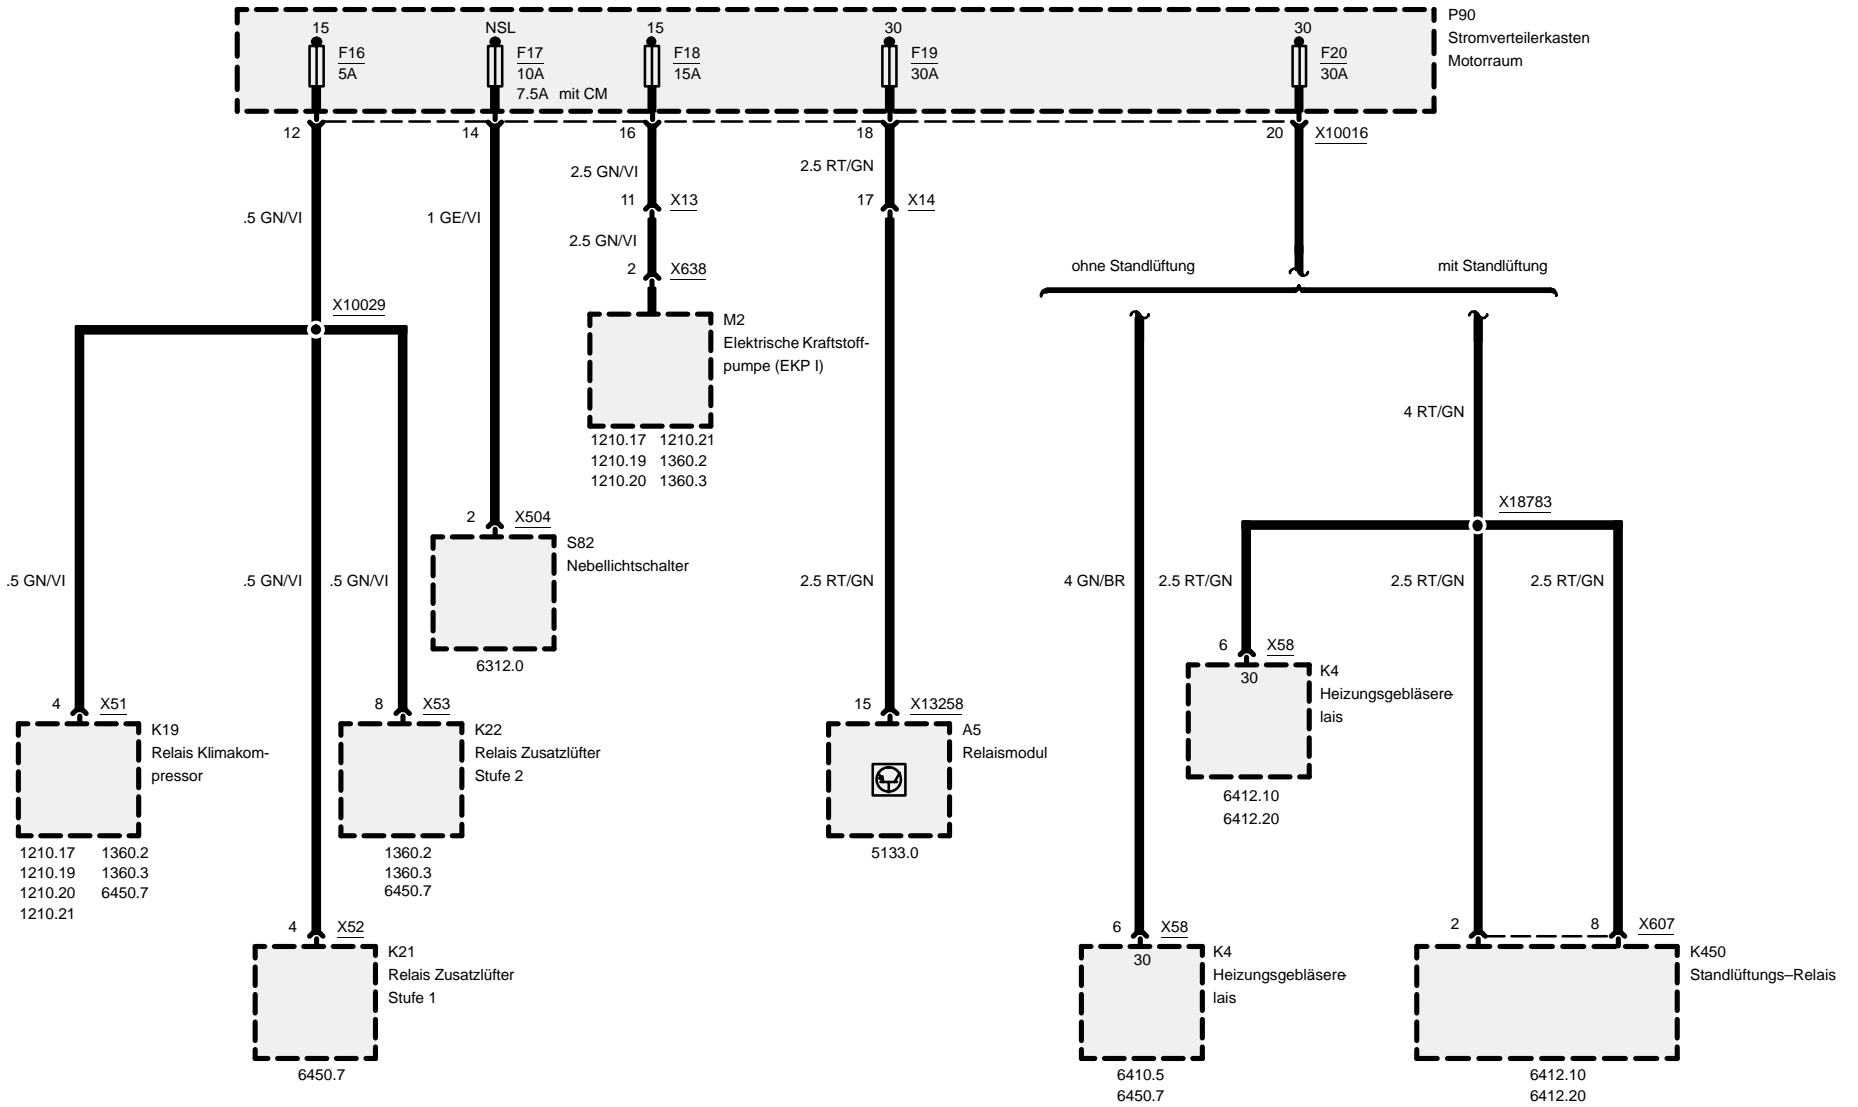 15
NSL
15
30
30
P90
Stromverteilerkasten
Motorraum
F16
5A
F17
10A
7.5A mit CM
F18
15A
F19
30A
F20
30A
12
14
16
18
20
X10016
2.5 GN/VI
2.5 RT/GN
11
X13
17
X14
.5 GN/VI
1 GE/VI
2.5 GN/VI
2
X638
ohne Standlüftung
mit Standlüftung
X10029
M2
Elektrische Kraftstoff-
pumpe (EKP I)
4 RT/GN
1210.17 1210.21
1210.19 1360.2
1210.20 1360.3
X18783
2
X504
S82
Nebellichtschalter
.5 GN/VI
.5 GN/VI
.5 GN/VI
2.5 RT/GN
4 GN/BR
2.5 RT/GN
2.5 RT/GN
2.5 RT/GN
6312.0
6
X58
30
K4
Heizungsgebläsere-
lais
4
X51
8
X53
15
X13258
K19
Relais Klimakom-
pressor
K22
Relais Zusatzlüfter
Stufe 2
A5
Relaismodul
6412.10
6412.20
1210.17 1360.2
1210.19 1360.3
1210.20 6450.7
1210.21
1360.2
1360.3
6450.7
5133.0
4
X52
6
X58
2
8
X607
K21
Relais Zusatzlüfter
Stufe 1
30
K4
Heizungsgebläsere-
lais
K450
Standlüftungs–Relais
6450.7
6410.5
6450.7
6412.10
6412.20